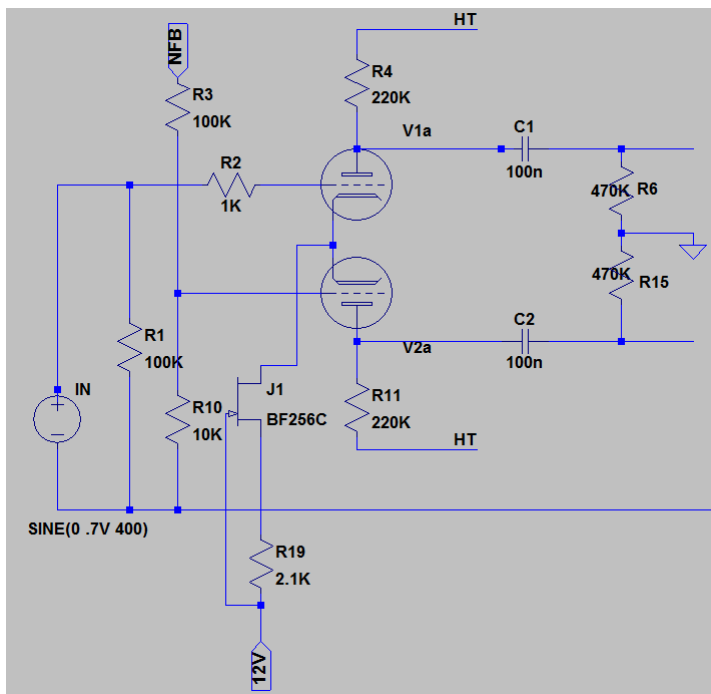 HT
NFB
R4
220K
R3
100K
V1a
C1
100n
R2
1K
470K
R6
R1
100K
470K
R15
C2
100n
V2a
IN
J1
BF256C
R10
10K
R11
220K
HT
SINE(0 .7V 400)
R19
2.1K
12V